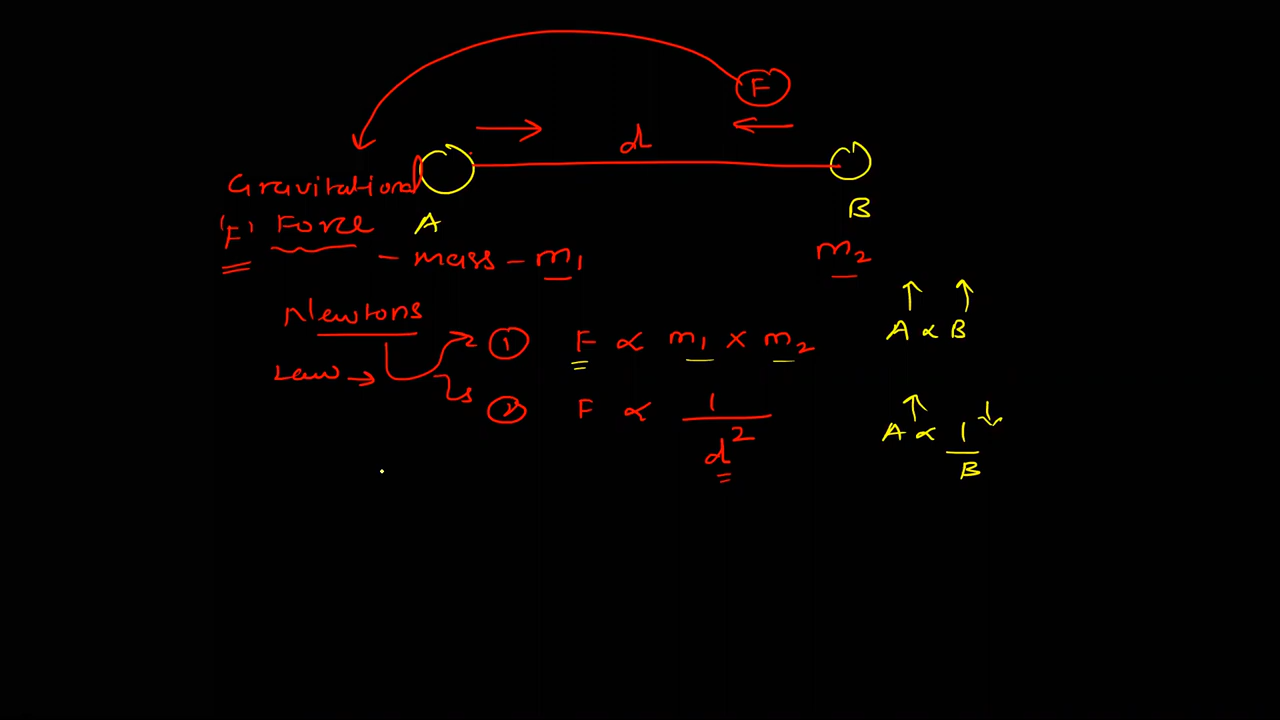 F
d
Gravitational
A
B
'F' Force
- mass - m₁
m₂
Newtons
① F ∝ m₁ × m₂
A ∝ B
Law →
② F ∝ 1/d²
A ∝ 1/B